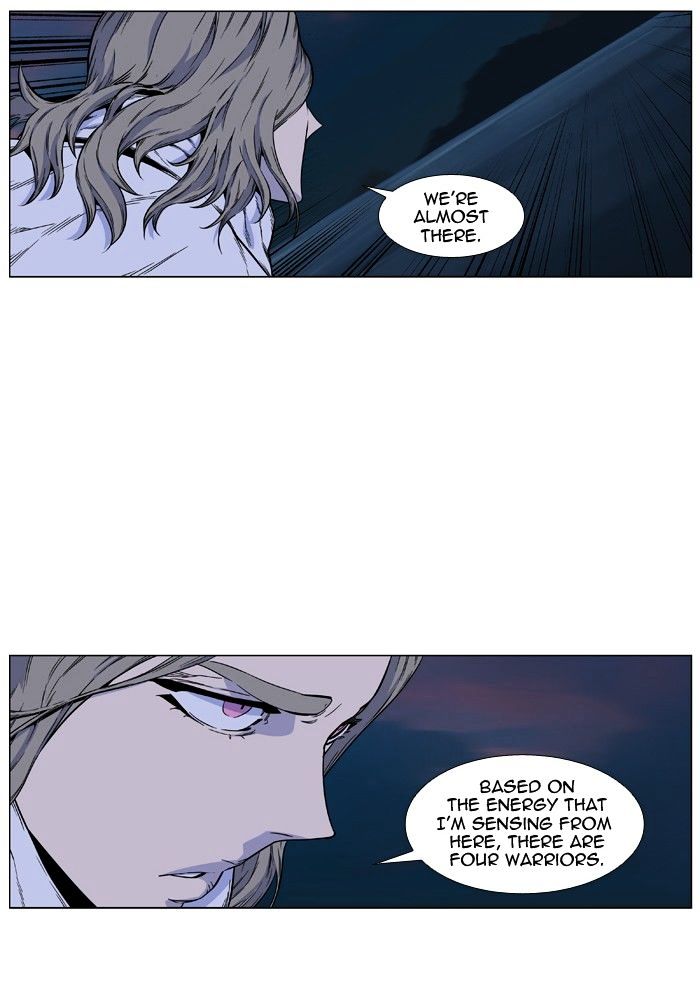 WE'RE
ALMOST
THERE.
BASED ON
THE ENERGY THAT
I'M SENSING FROM
HERE, THERE ARE
FOUR WARRIORS.